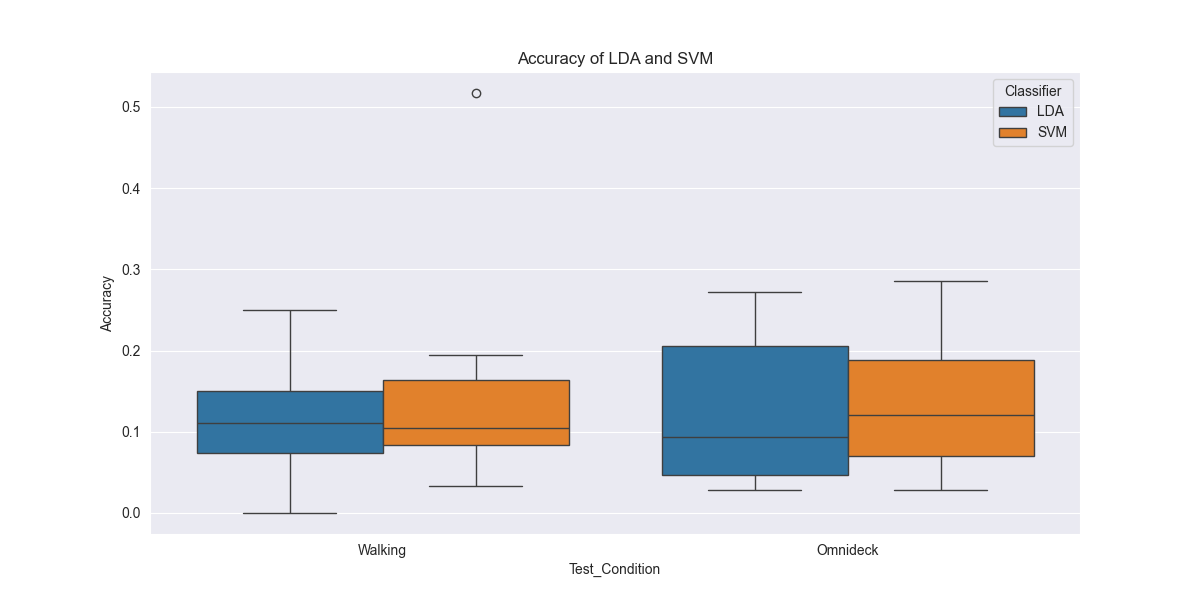 Accuracy of LDA and SVM
Classifier
LDA
SVM
Accuracy
0.5
0.4
0.3
0.2
0.1
0.0
Walking
Omnideck
Test_Condition